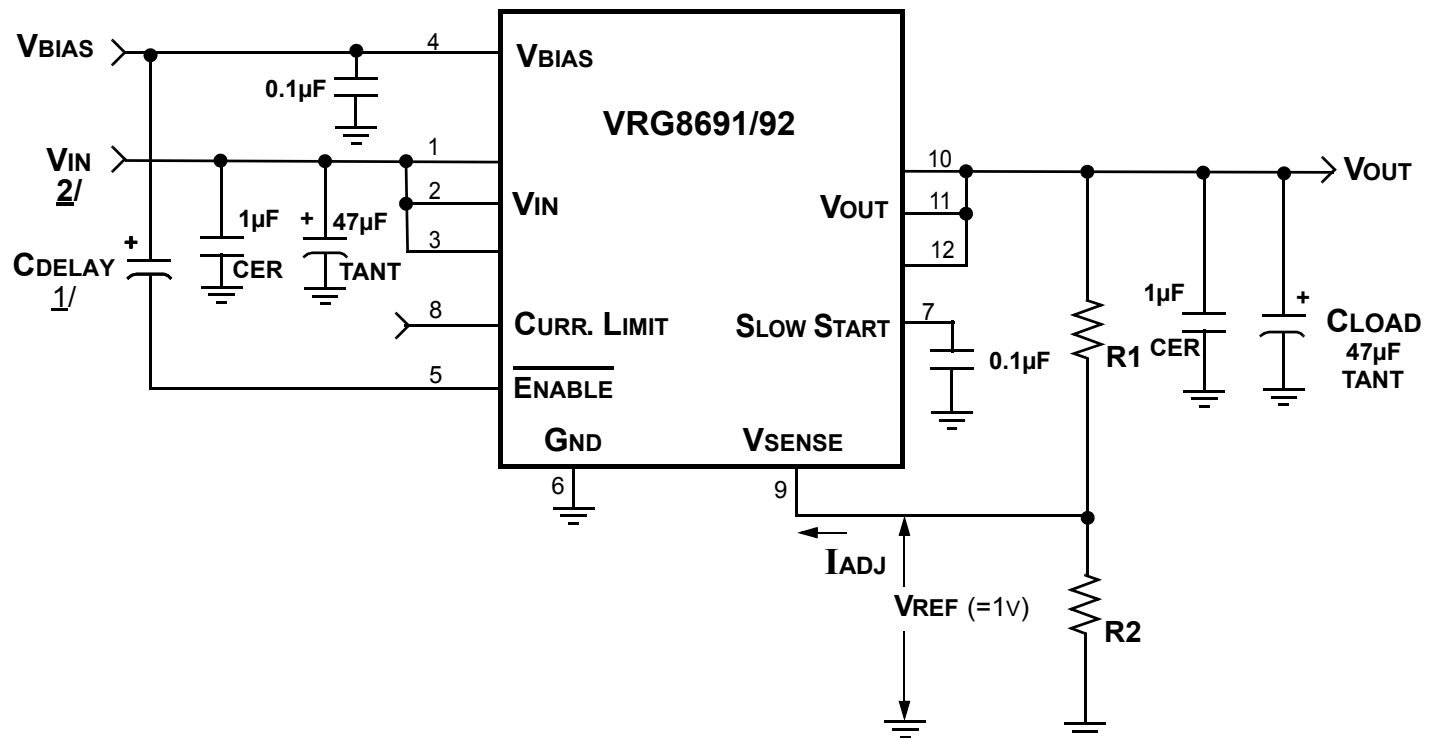 VBIAS
4
VBIAS
0.1µF
VRG8691/92
VIN
2/
1
2
3
VIN
1µF
CER
+
47µF
TANT
+
CDELAY
1/
8
CURR. LIMIT
5
ENABLE
GND
6
VSENSE
9
10
11
12
VOUT
VOUT
SLOW START
7
0.1µF
R1
1µF
CER
+
CLOAD
47µF
TANT
IADJ
VREF (=1V)
R2